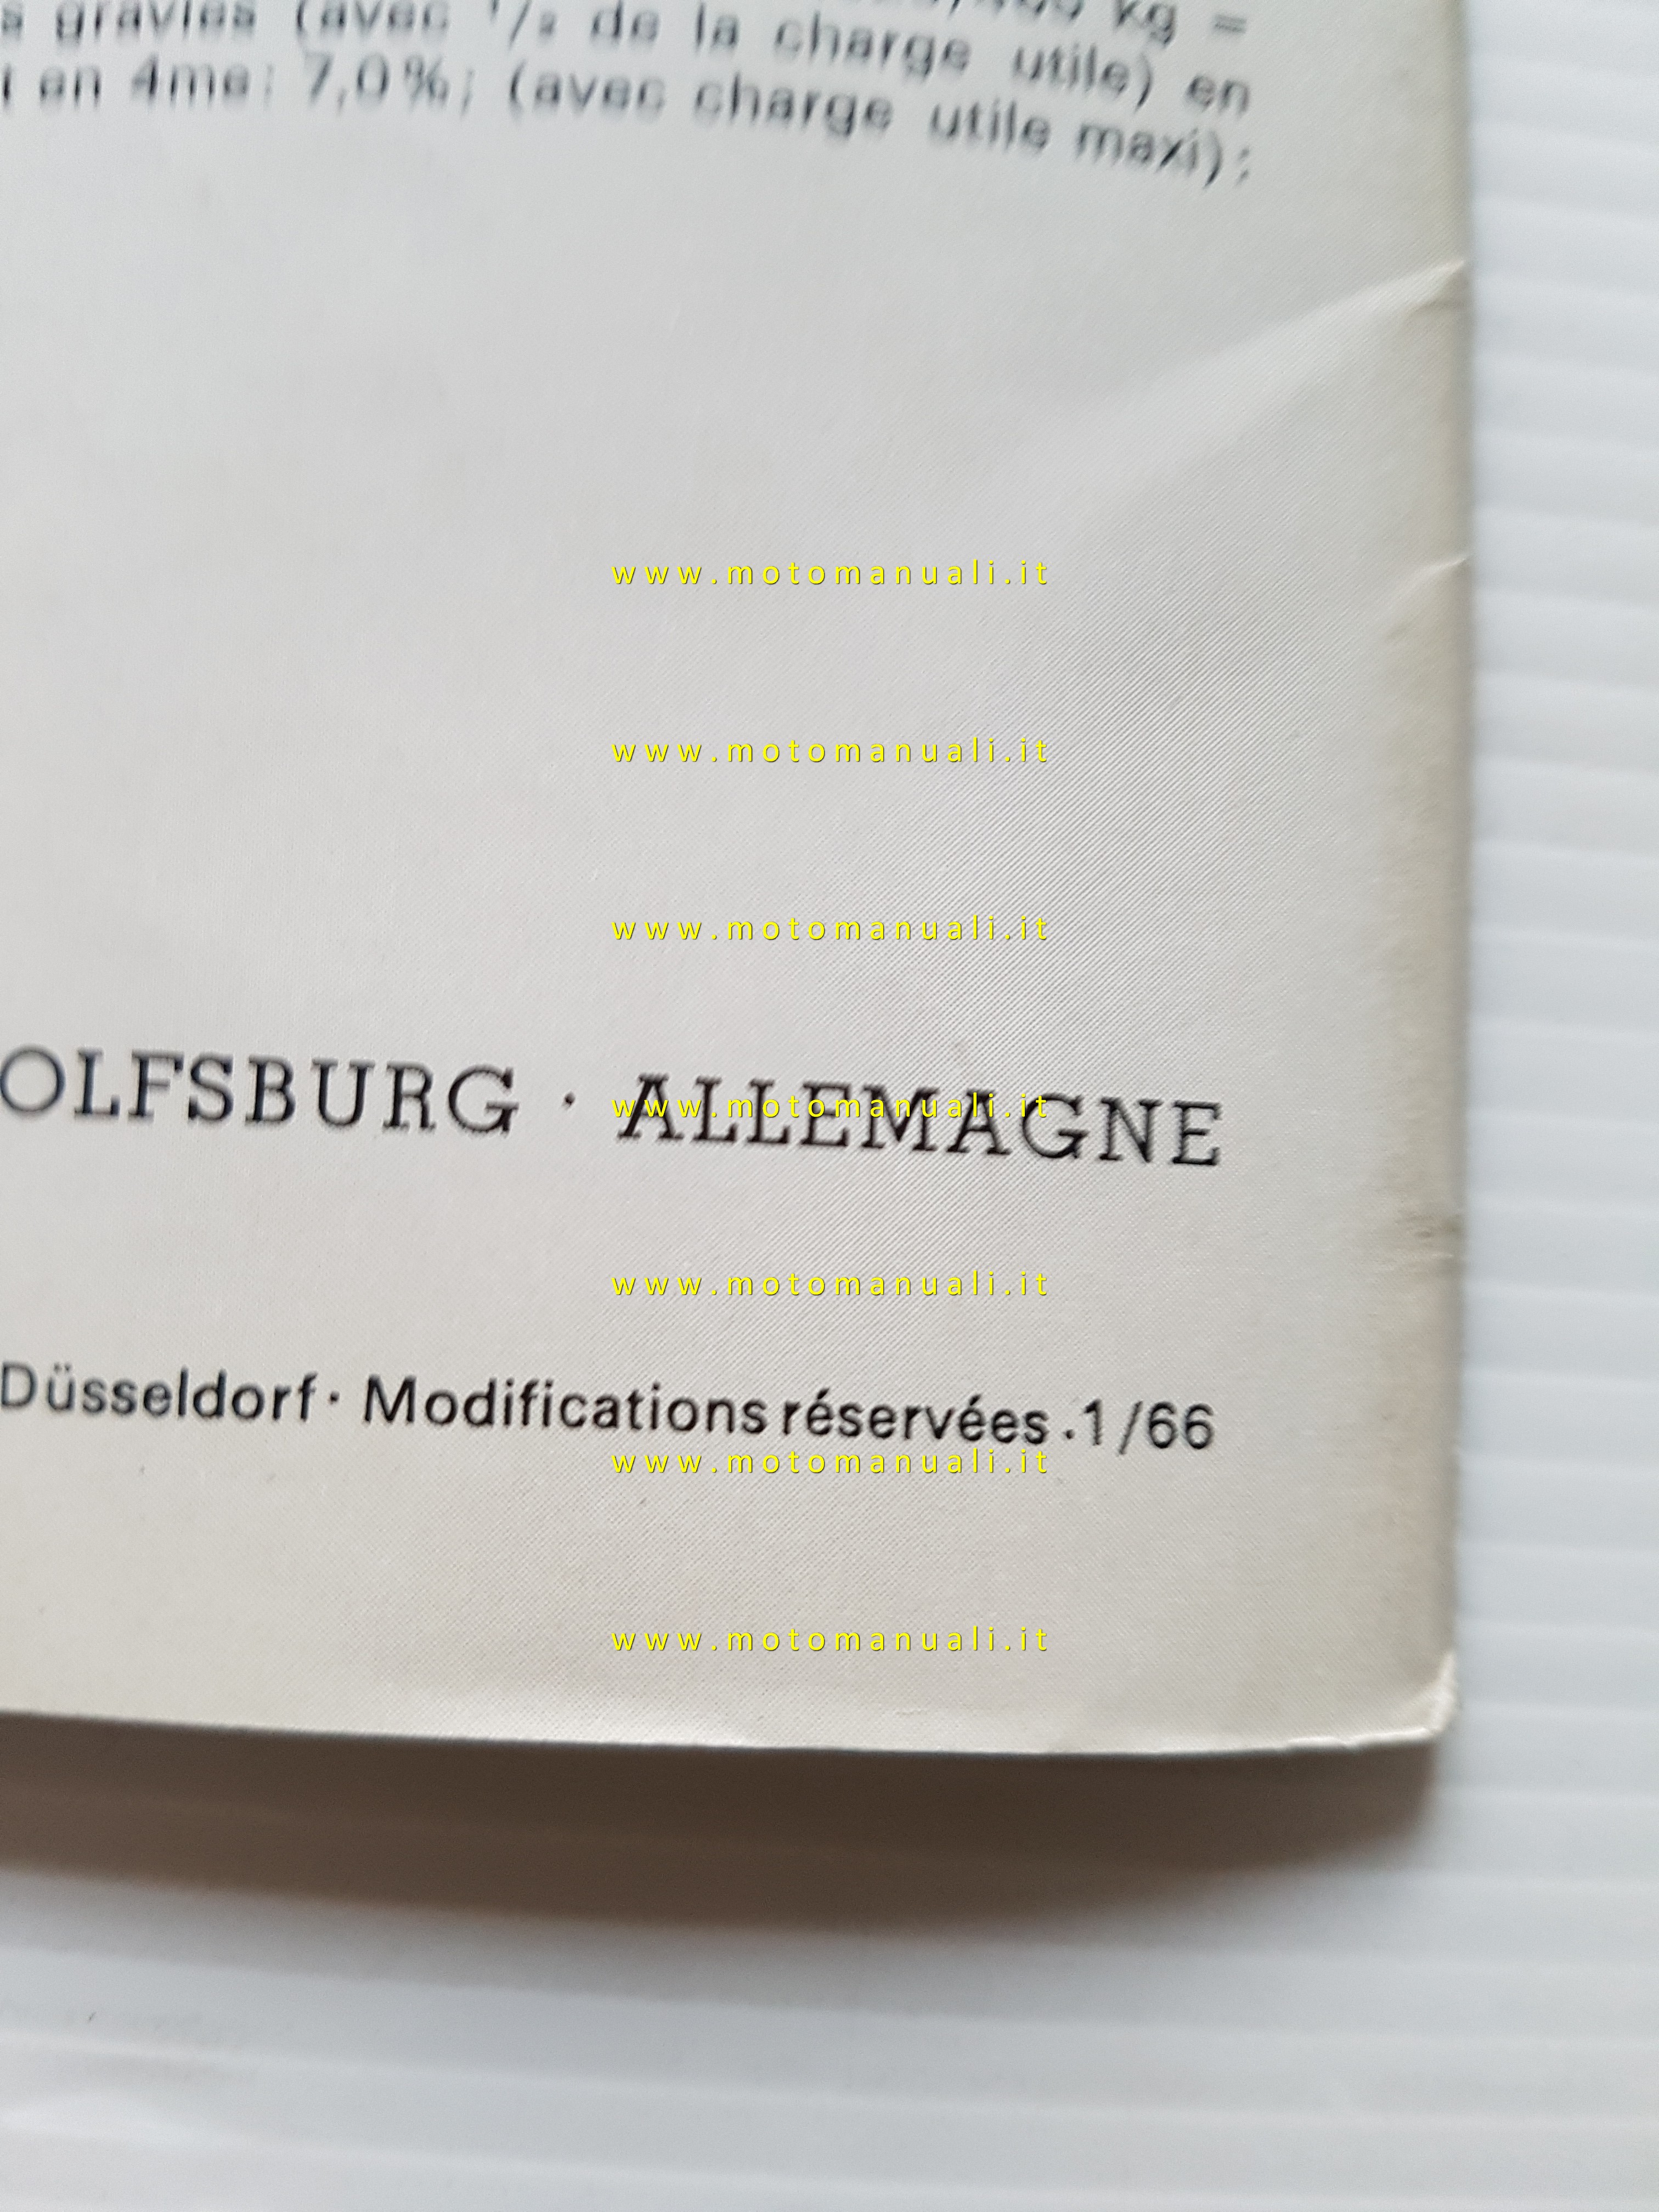 gravies (avec 1/2 de la charge utile) en
kg =
en 4me: 7,0%; (avec charge utile maxi);
www.motomanuali.it
www.motomanuali.it
www.motomanuali.it
OLFSBURG · ALLEMAGNE
www.motomanuali.it
www.motomanuali.it
Düsseldorf · Modifications réservées .1/66
www.motomanuali.it
www.motomanuali.it